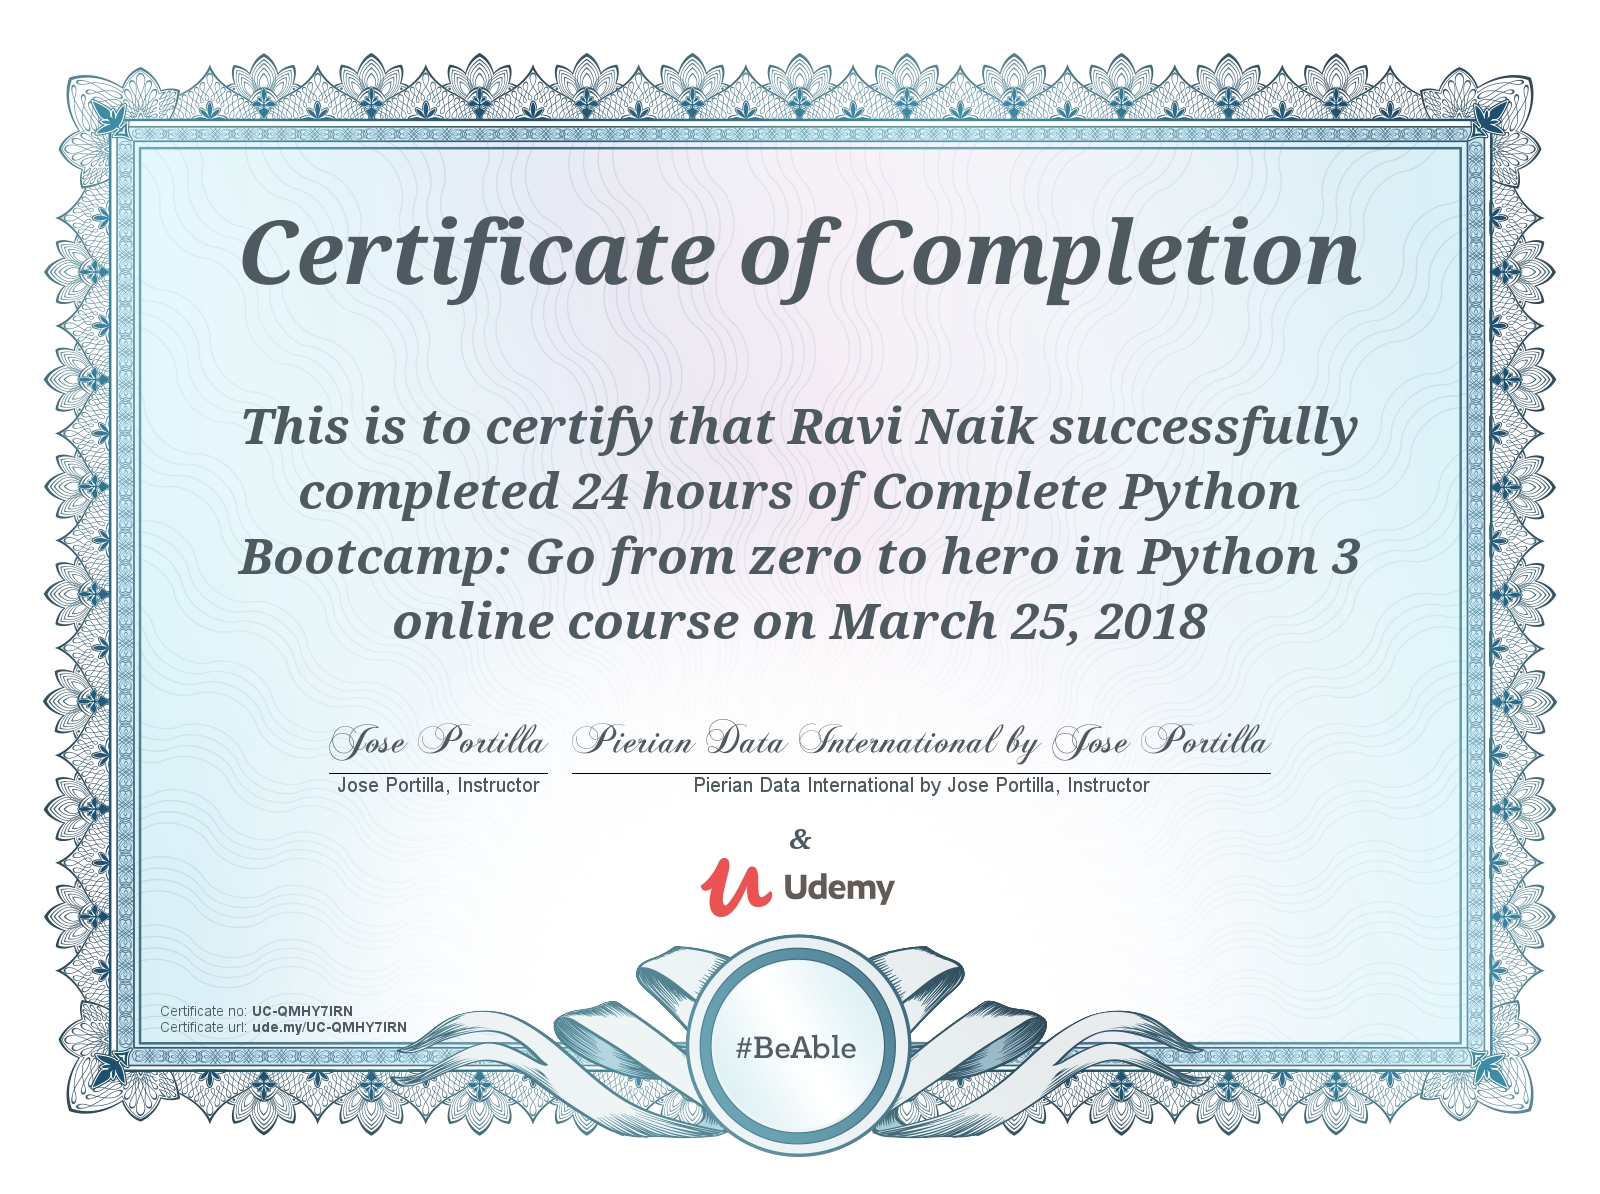 Certificate of Completion
This is to certify that Ravi Naik successfully
completed 24 hours of Complete Python
Bootcamp: Go from zero to hero in Python 3
online course on March 25, 2018
Jose Portilla
Jose Portilla, Instructor
Pierian Data International by Jose Portilla
Pierian Data International by Jose Portilla, Instructor
&
Udemy
Certificate no: UC-QMHY7IRN
Certificate url: ude.my/UC-QMHY7IRN
#BeAble